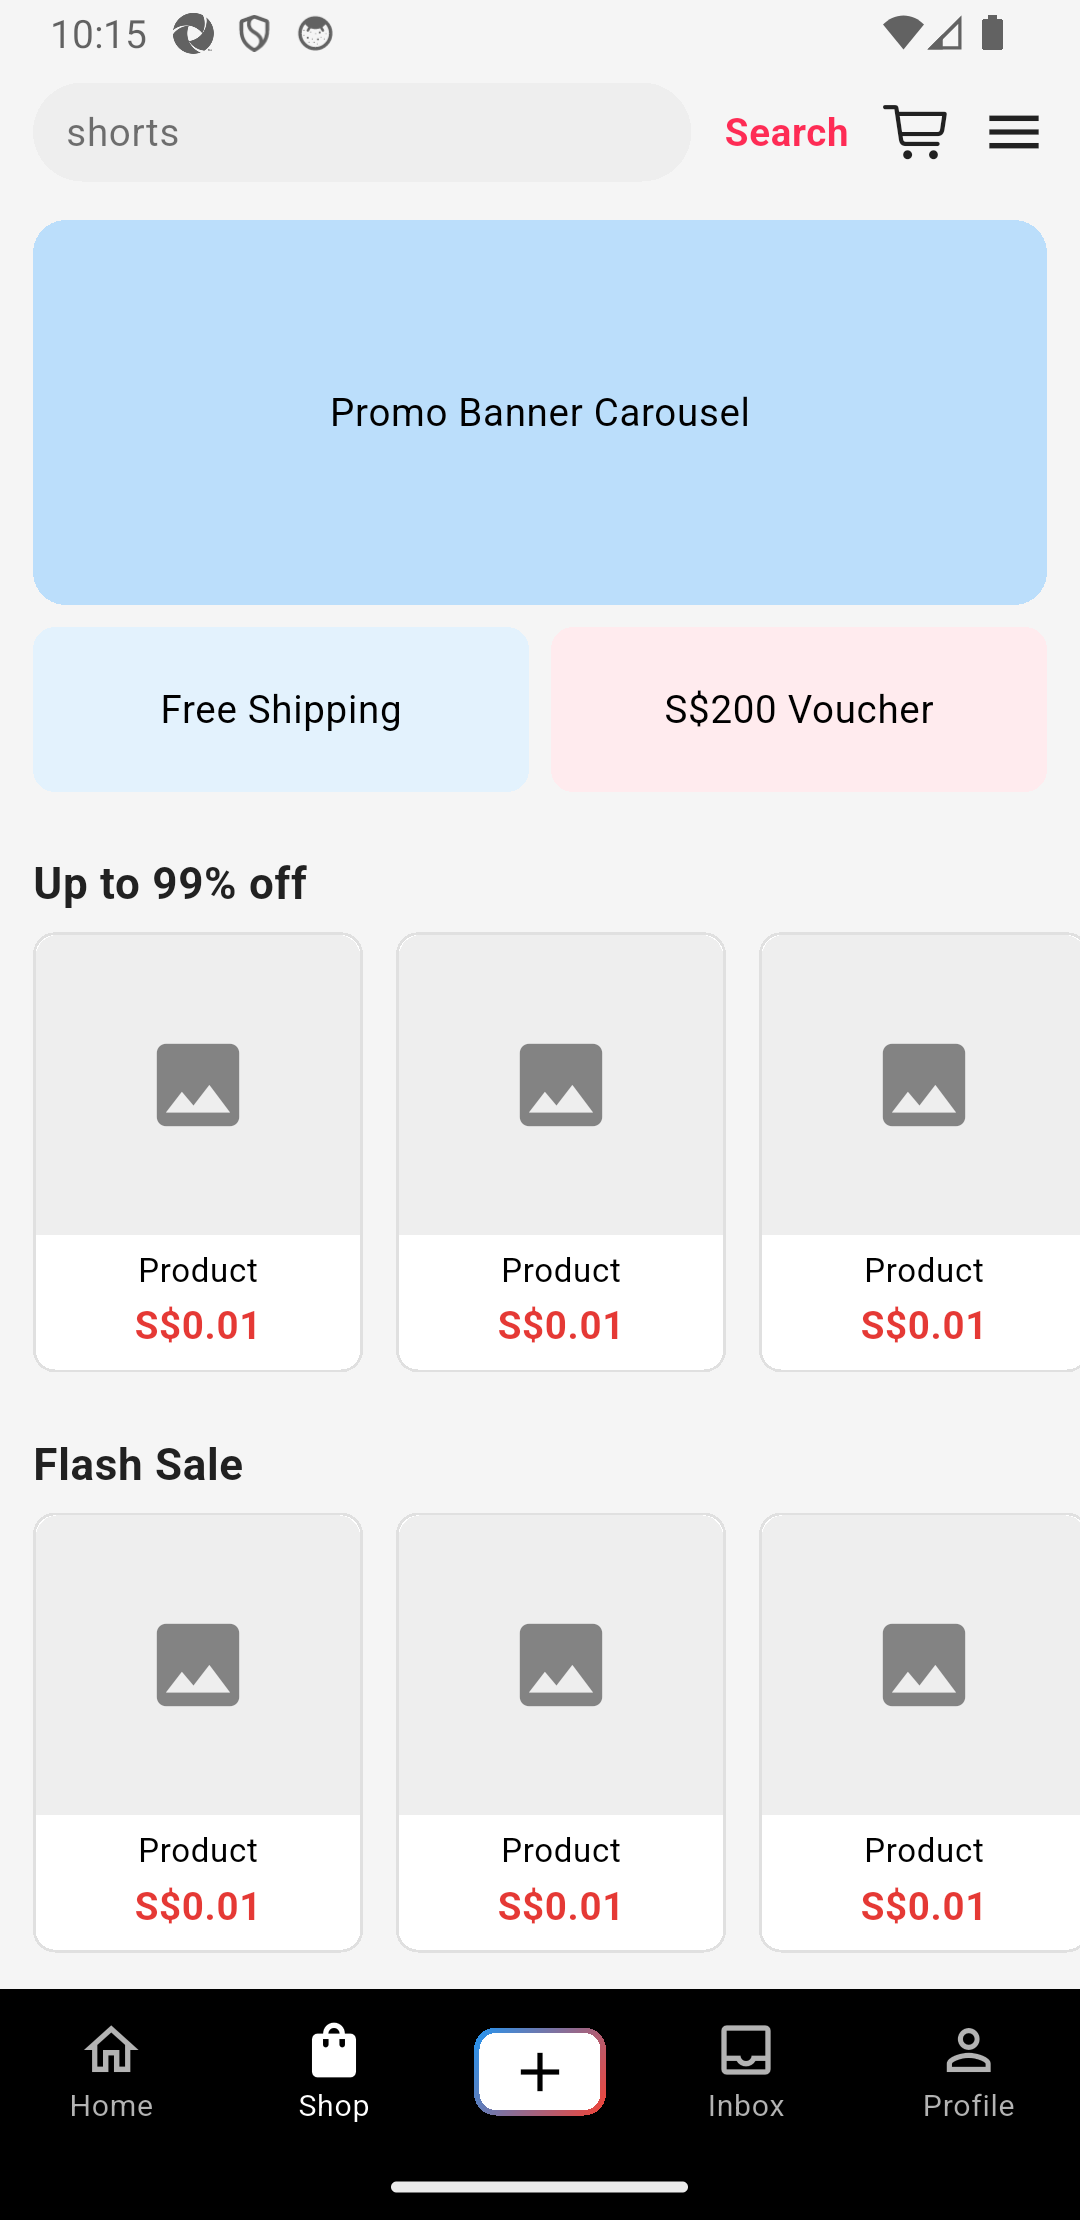 10:15
shorts Search
Promo Banner Carousel
Free Shipping S$200 Voucher
Up to 99% off
Product Product Product
S$0.01 S$0.01 S$0.01
Flash Sale
Product Product Product
S$0.01 S$0.01 S$0.01
Home Shop Inbox Profile